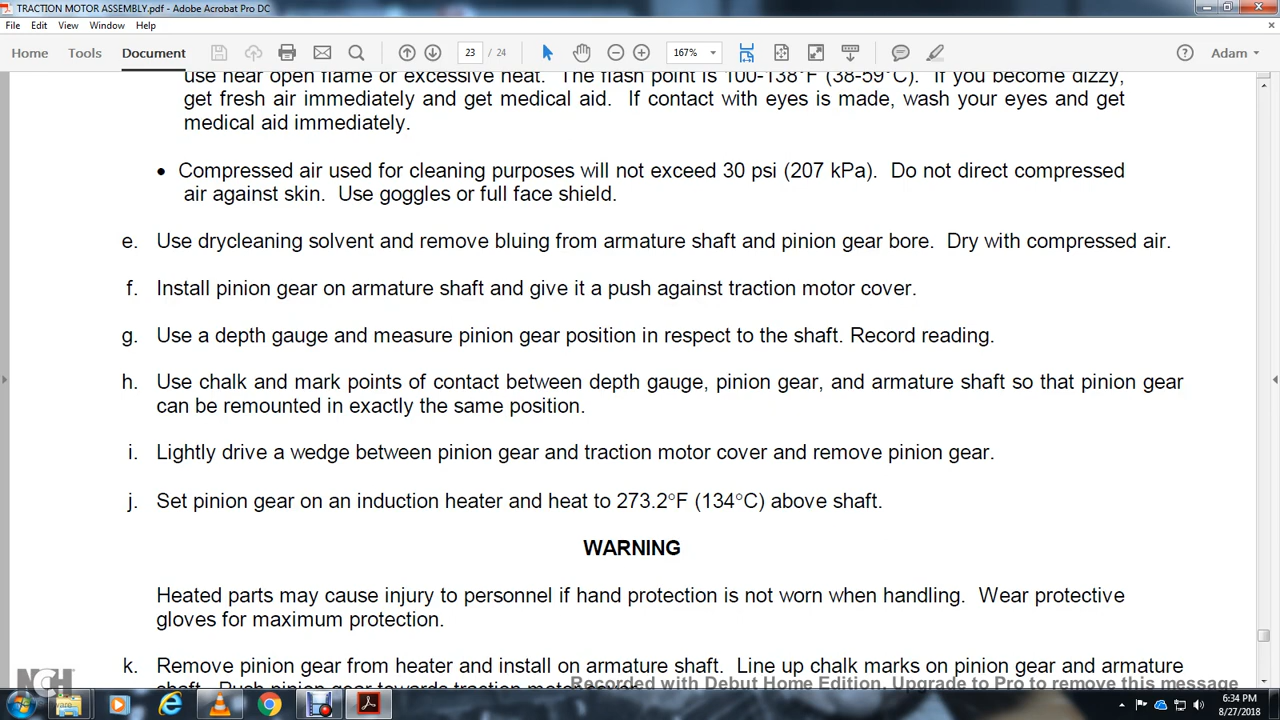 TRACTION MOTOR ASSEMBLY.pdf - Adobe Acrobat Pro DC
File Edit View Window Help
Home Tools Document 23 / 24 167% Adam
use near open flame or excessive heat. The flash point is 100-138°F (38-59°C). If you become dizzy,
get fresh air immediately and get medical aid. If contact with eyes is made, wash your eyes and get
medical aid immediately.
• Compressed air used for cleaning purposes will not exceed 30 psi (207 kPa). Do not direct compressed
air against skin. Use goggles or full face shield.
e. Use drycleaning solvent and remove bluing from armature shaft and pinion gear bore. Dry with compressed air.
f. Install pinion gear on armature shaft and give it a push against traction motor cover.
g. Use a depth gauge and measure pinion gear position in respect to the shaft. Record reading.
h. Use chalk and mark points of contact between depth gauge, pinion gear, and armature shaft so that pinion gear
can be remounted in exactly the same position.
i. Lightly drive a wedge between pinion gear and traction motor cover and remove pinion gear.
j. Set pinion gear on an induction heater and heat to 273.2°F (134°C) above shaft.
WARNING
Heated parts may cause injury to personnel if hand protection is not worn when handling. Wear protective
gloves for maximum protection.
k. Remove pinion gear from heater and install on armature shaft. Line up chalk marks on pinion gear and armature
shaft. Push pinion gear towards traction motor
NCH
Recorded with Debut Home Edition. Upgrade to Pro to remove this message
6:34 PM
8/27/2018